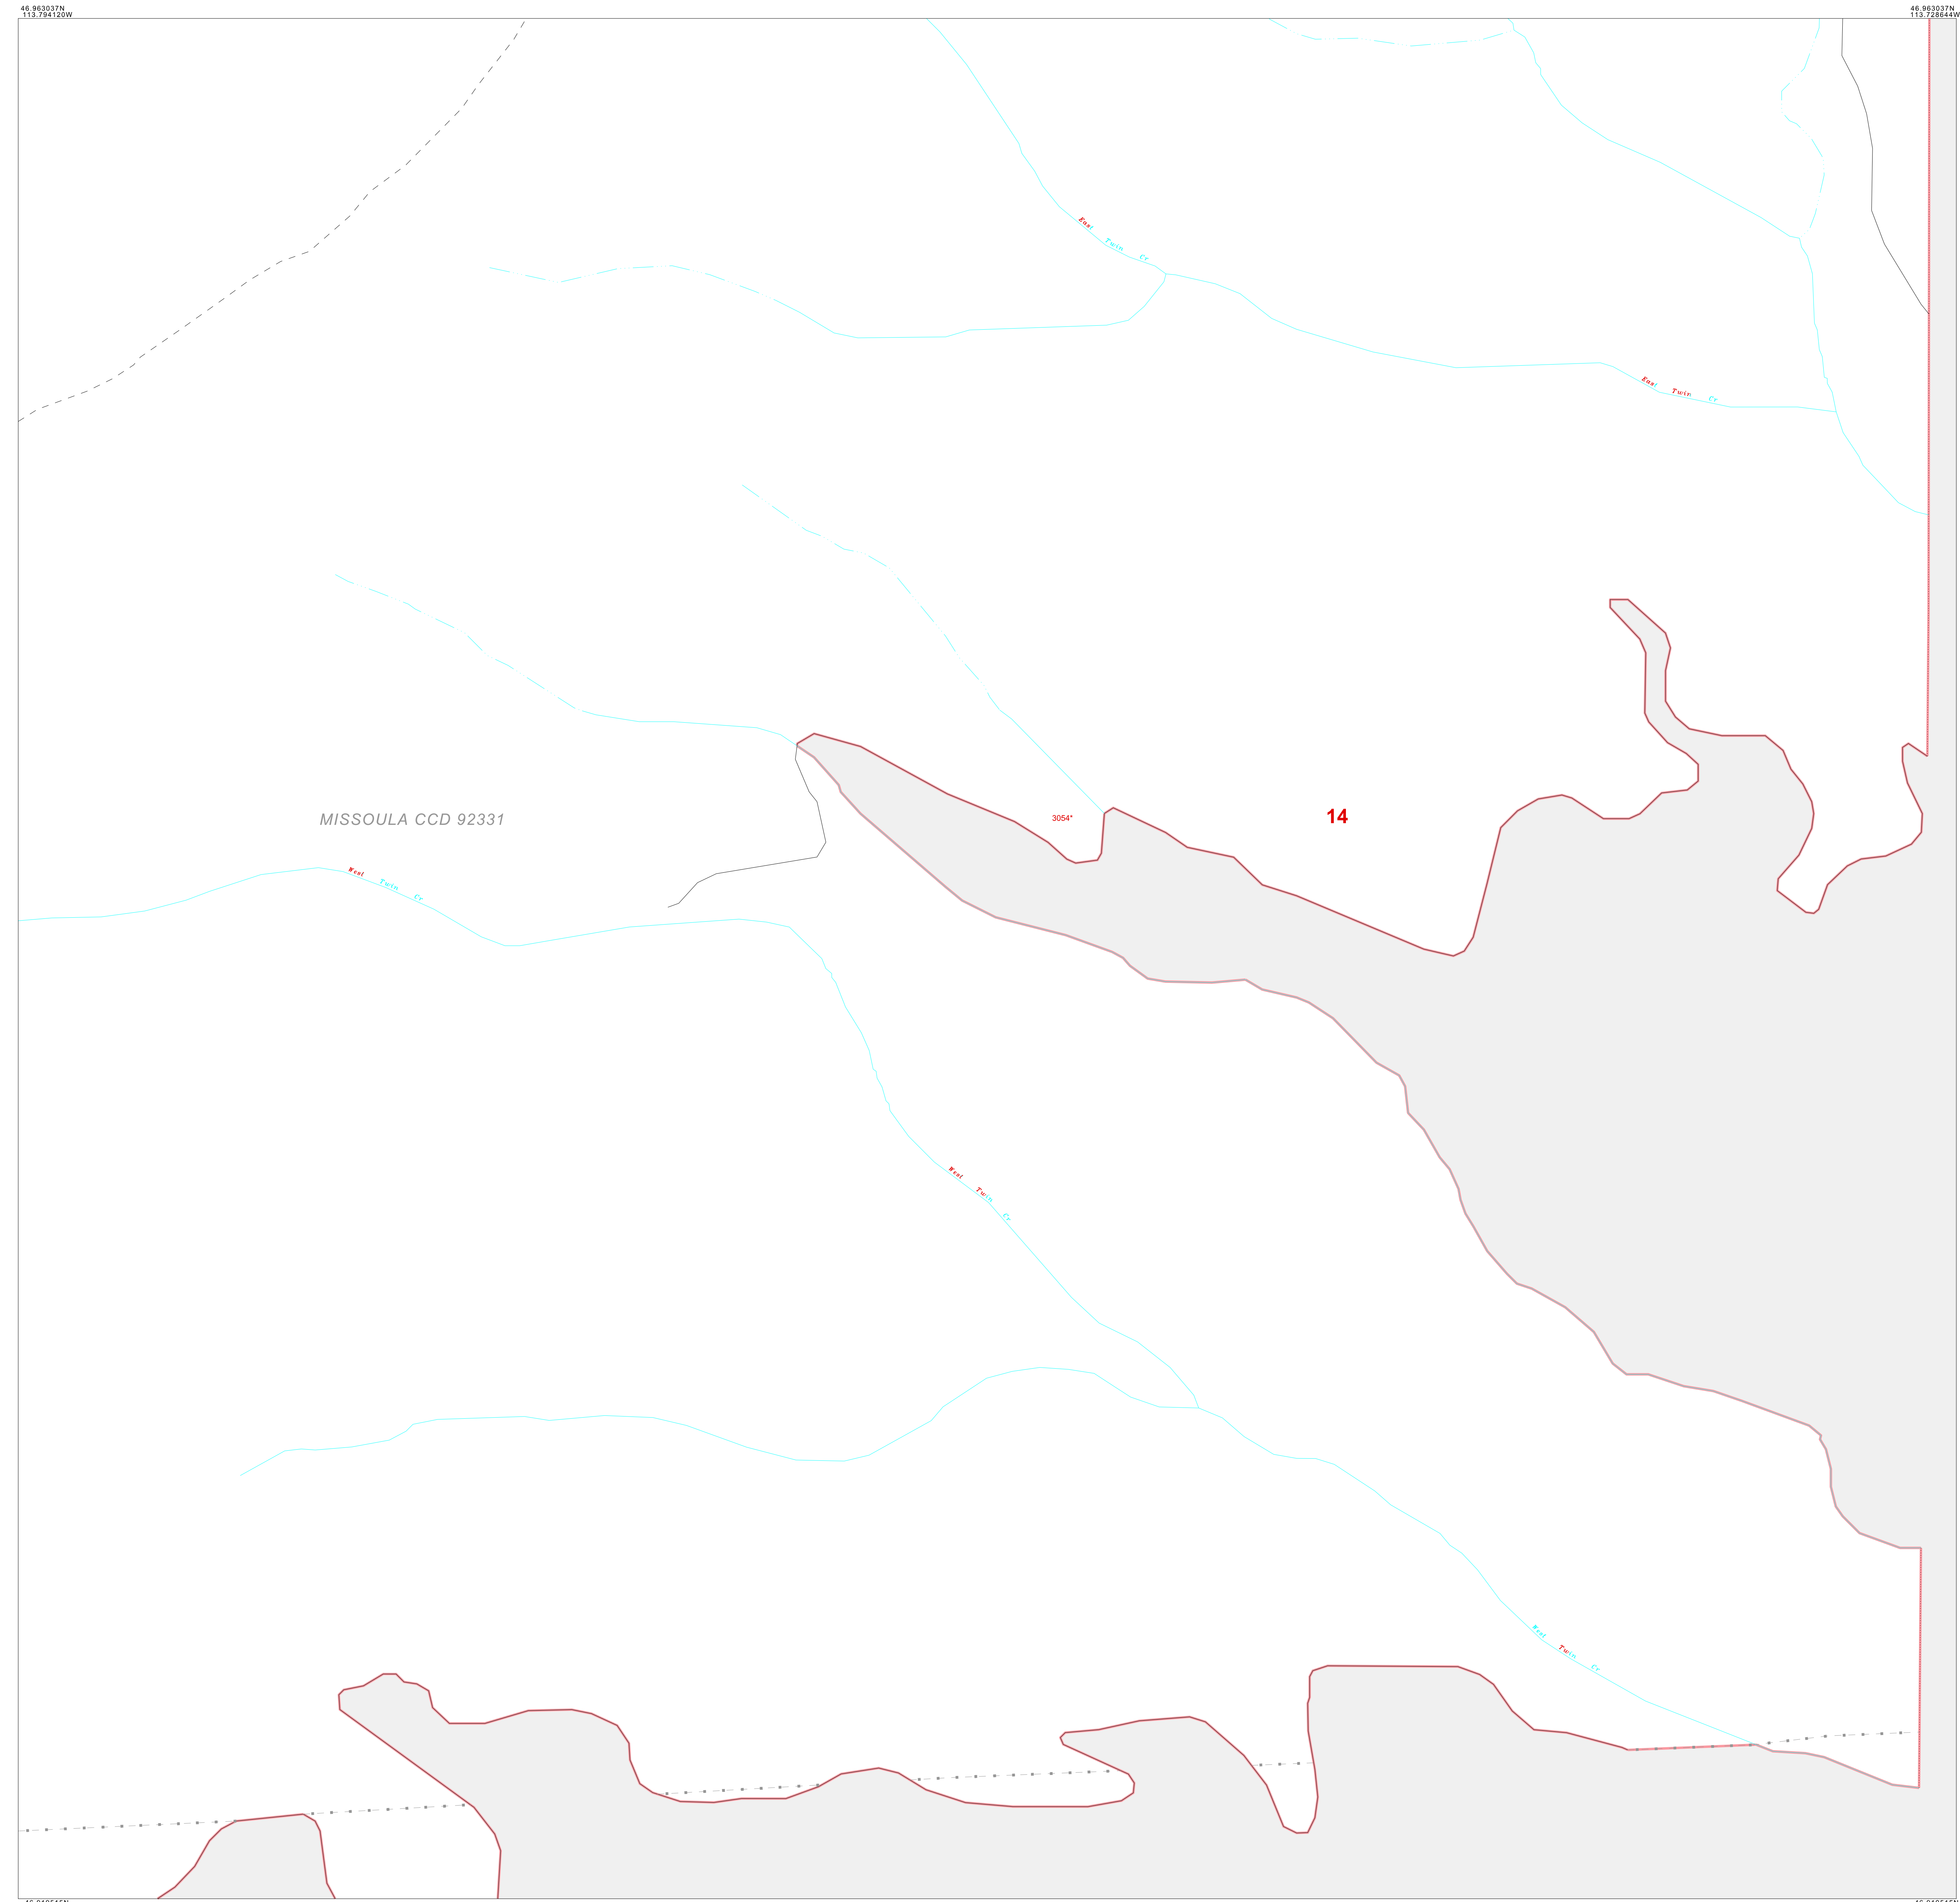 46.963037N
113.794120W
46.963037N
113.728644W
East Twin Cr
East Twin Cr
3054*
14
MISSOULA CCD 92331
West Twin Cr
West Twin Cr
West Twin Cr